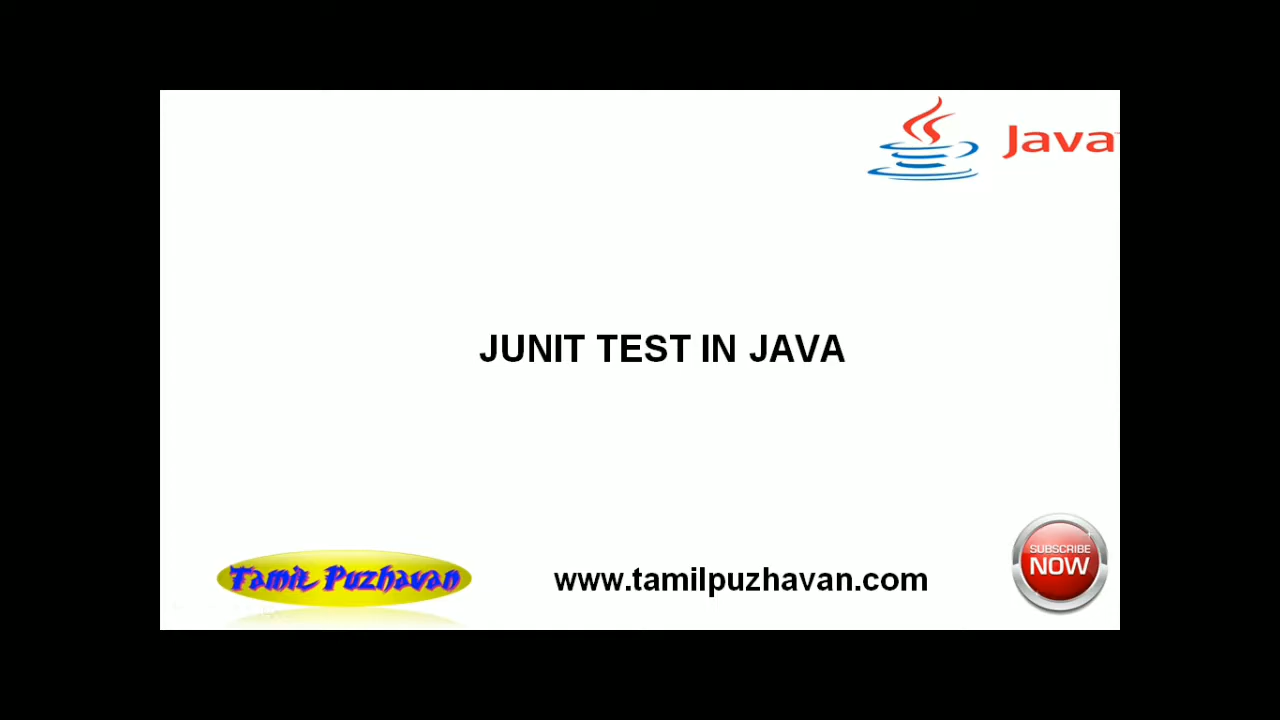 Java
JUNIT TEST IN JAVA
Tamil Puzhavan
www.tamilpuzhavan.com
SUBSCRIBE
NOW